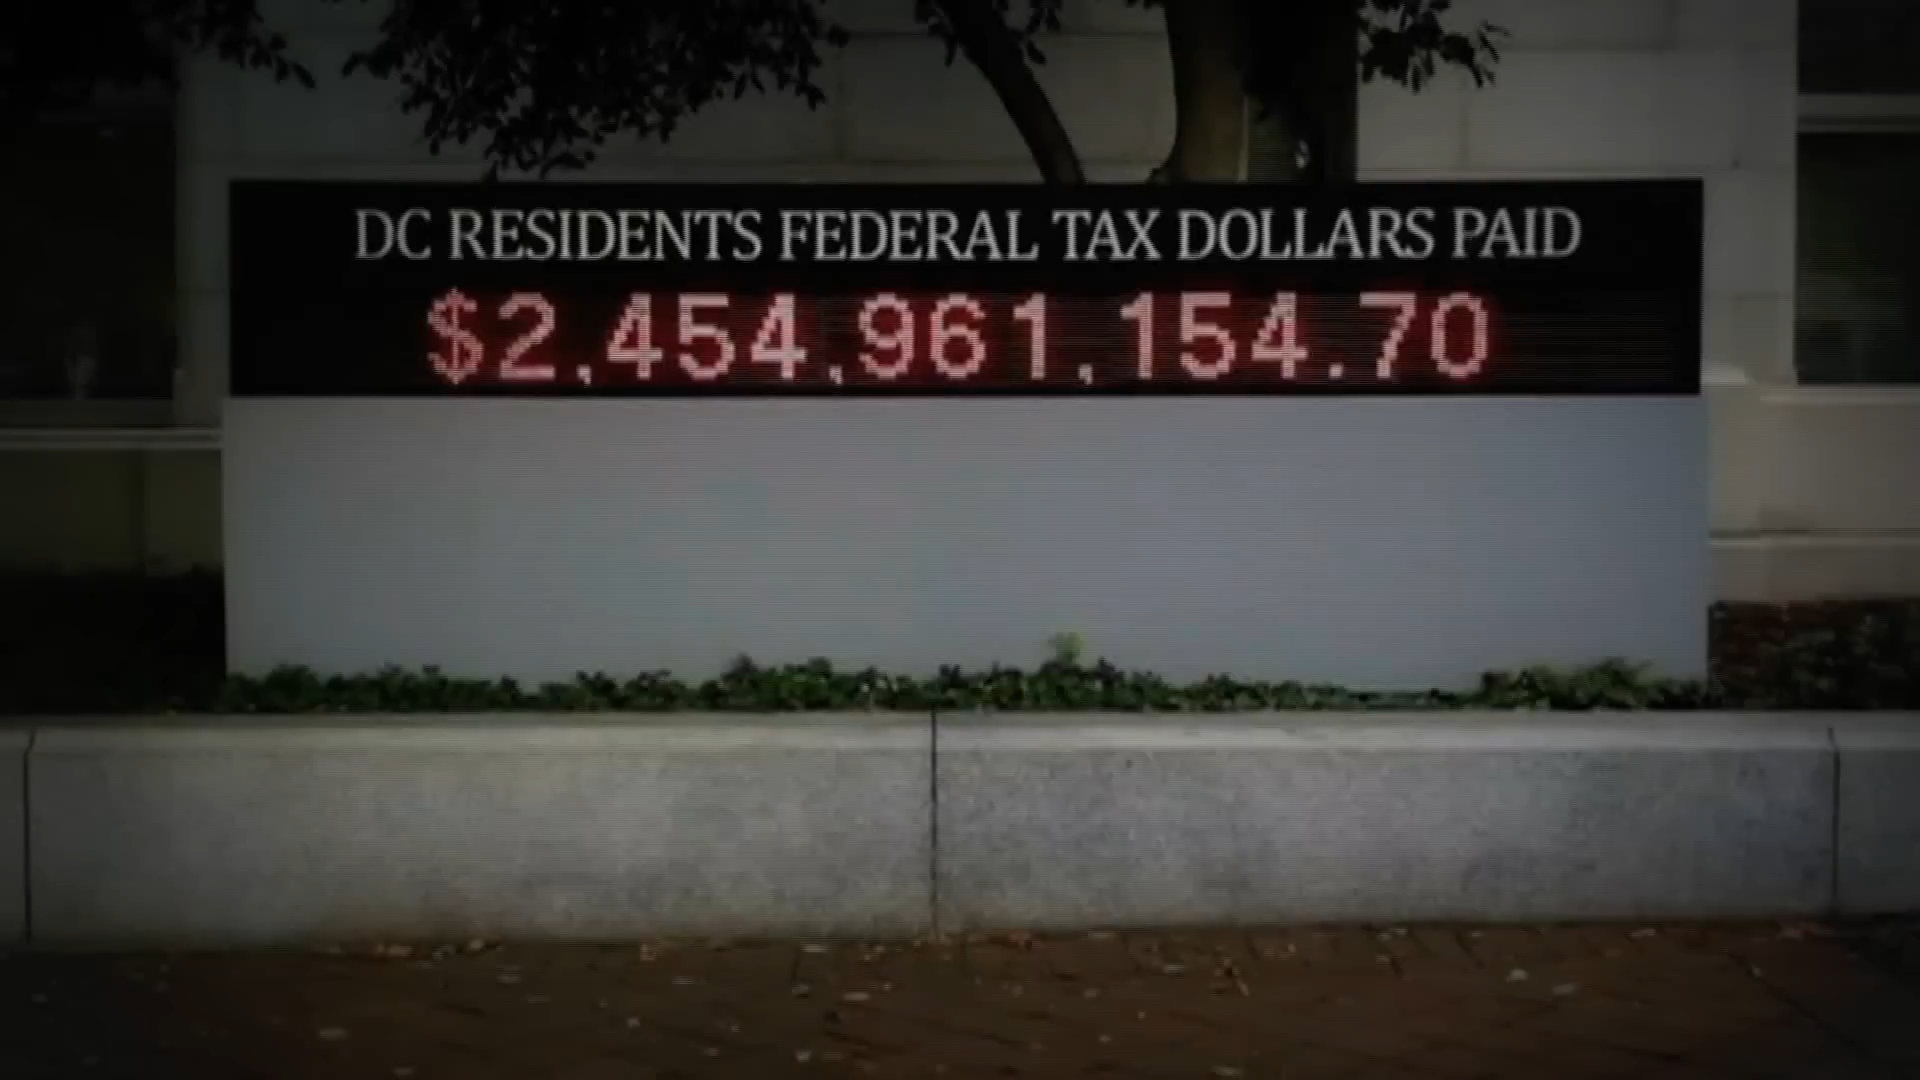 DC RESIDENTS FEDERAL TAX DOLLARS PAID
$2,454,961,154.70